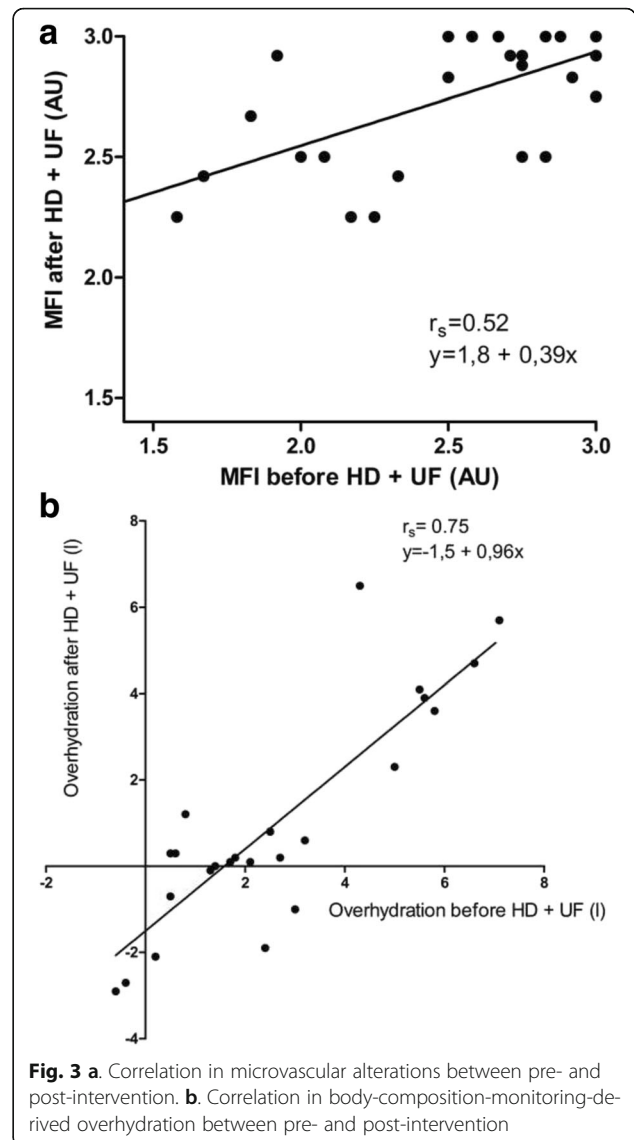 a
3.0
2.5
2.0
1.5
MFI after HD + UF (AU)
rs=0.52
y=1,8 + 0,39x
1.5 2.0 2.5 3.0
MFI before HD + UF (AU)
b
8
6
4
2
-2
-4
Overhydration after HD + UF (l)
rs= 0.75
y=-1,5 + 0,96x
-2 2 4 6 8
Overhydration before HD + UF (l)
Fig. 3 a. Correlation in microvascular alterations between pre- and
post-intervention. b. Correlation in body-composition-monitoring-de-
rived overhydration between pre- and post-intervention